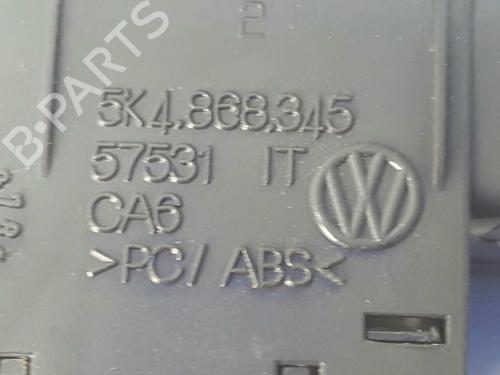 2
5K4.868.345
57531 IT
CA6
>PC/ABS<
B-PARTS